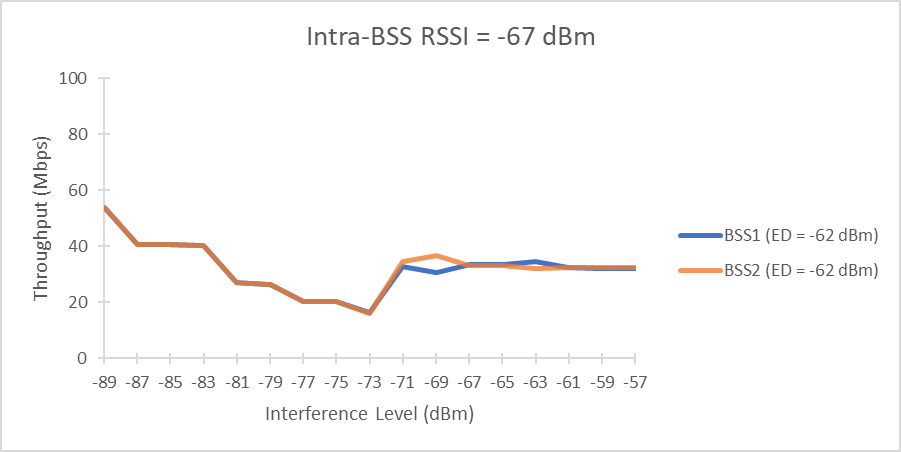 Intra-BSS RSSI = -67 dBm
100
80
60
40
20
0
Throughput (Mbps)
-89 -87 -85 -83 -81 -79 -77 -75 -73 -71 -69 -67 -65 -63 -61 -59 -57
Interference Level (dBm)
BSS1 (ED = -62 dBm)
BSS2 (ED = -62 dBm)